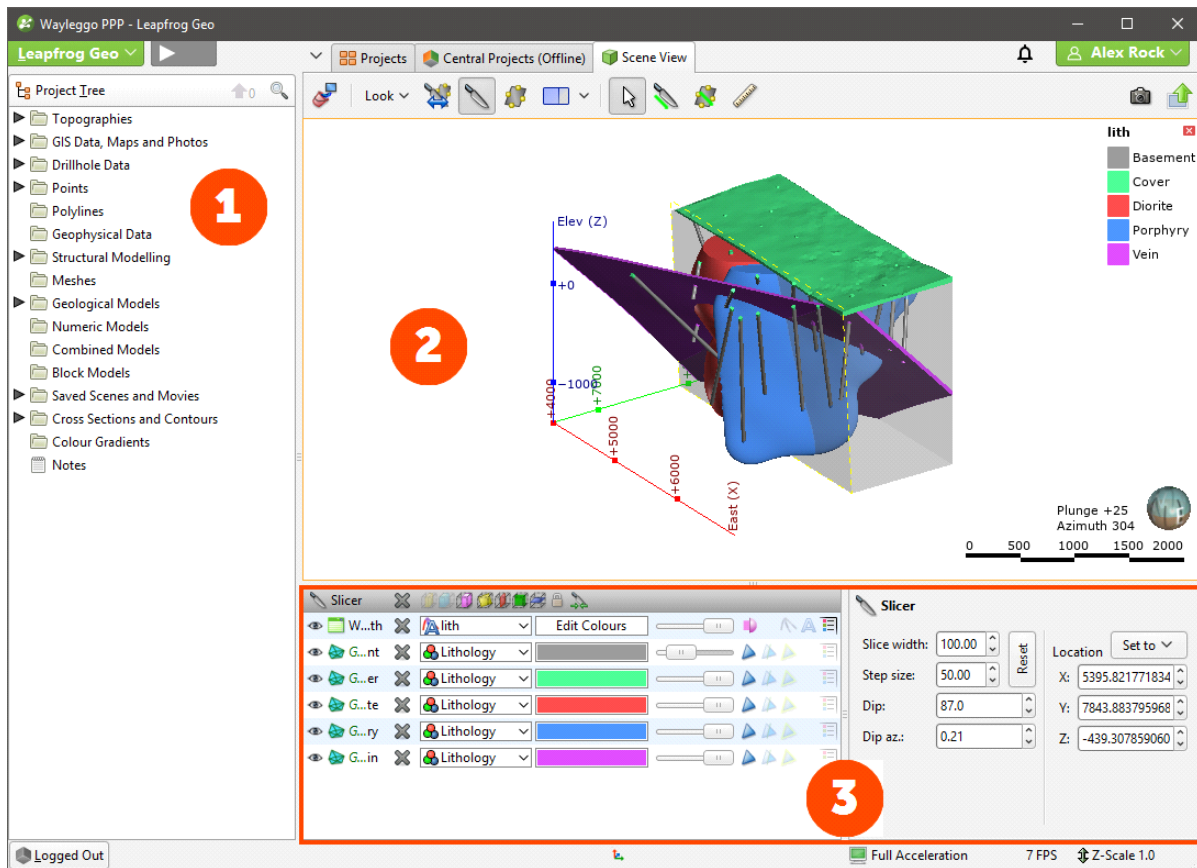 Wayleggo PPP - Leapfrog Geo
Leapfrog Geo
Projects
Central Projects (Offline)
Scene View
Alex Rock
Project Tree
0
Look
Topographies
GIS Data, Maps and Photos
Drillhole Data
Points
Polylines
Geophysical Data
Structural Modelling
Meshes
Geological Models
Numeric Models
Combined Models
Block Models
Saved Scenes and Movies
Cross Sections and Contours
Colour Gradients
Notes
1
2
lith
Basement
Cover
Diorite
Porphyry
Vein
Elev (Z)
+0
-1000
+4000
+7000
+5000
+6000
East (X)
Plunge +25
Azimuth 304
0 500 1000 1500 2000
Slicer
W...th lith Edit Colours
G...nt Lithology
G...er Lithology
G...te Lithology
G...ry Lithology
G...in Lithology
Slicer
Slice width: 100.00
Step size: 50.00
Reset
Dip: 87.0
Dip az.: 0.21
Location Set to
X: 5395.821771834
Y: 7843.883795968
Z: -439.307859060
3
Logged Out
Full Acceleration
7 FPS
Z-Scale 1.0